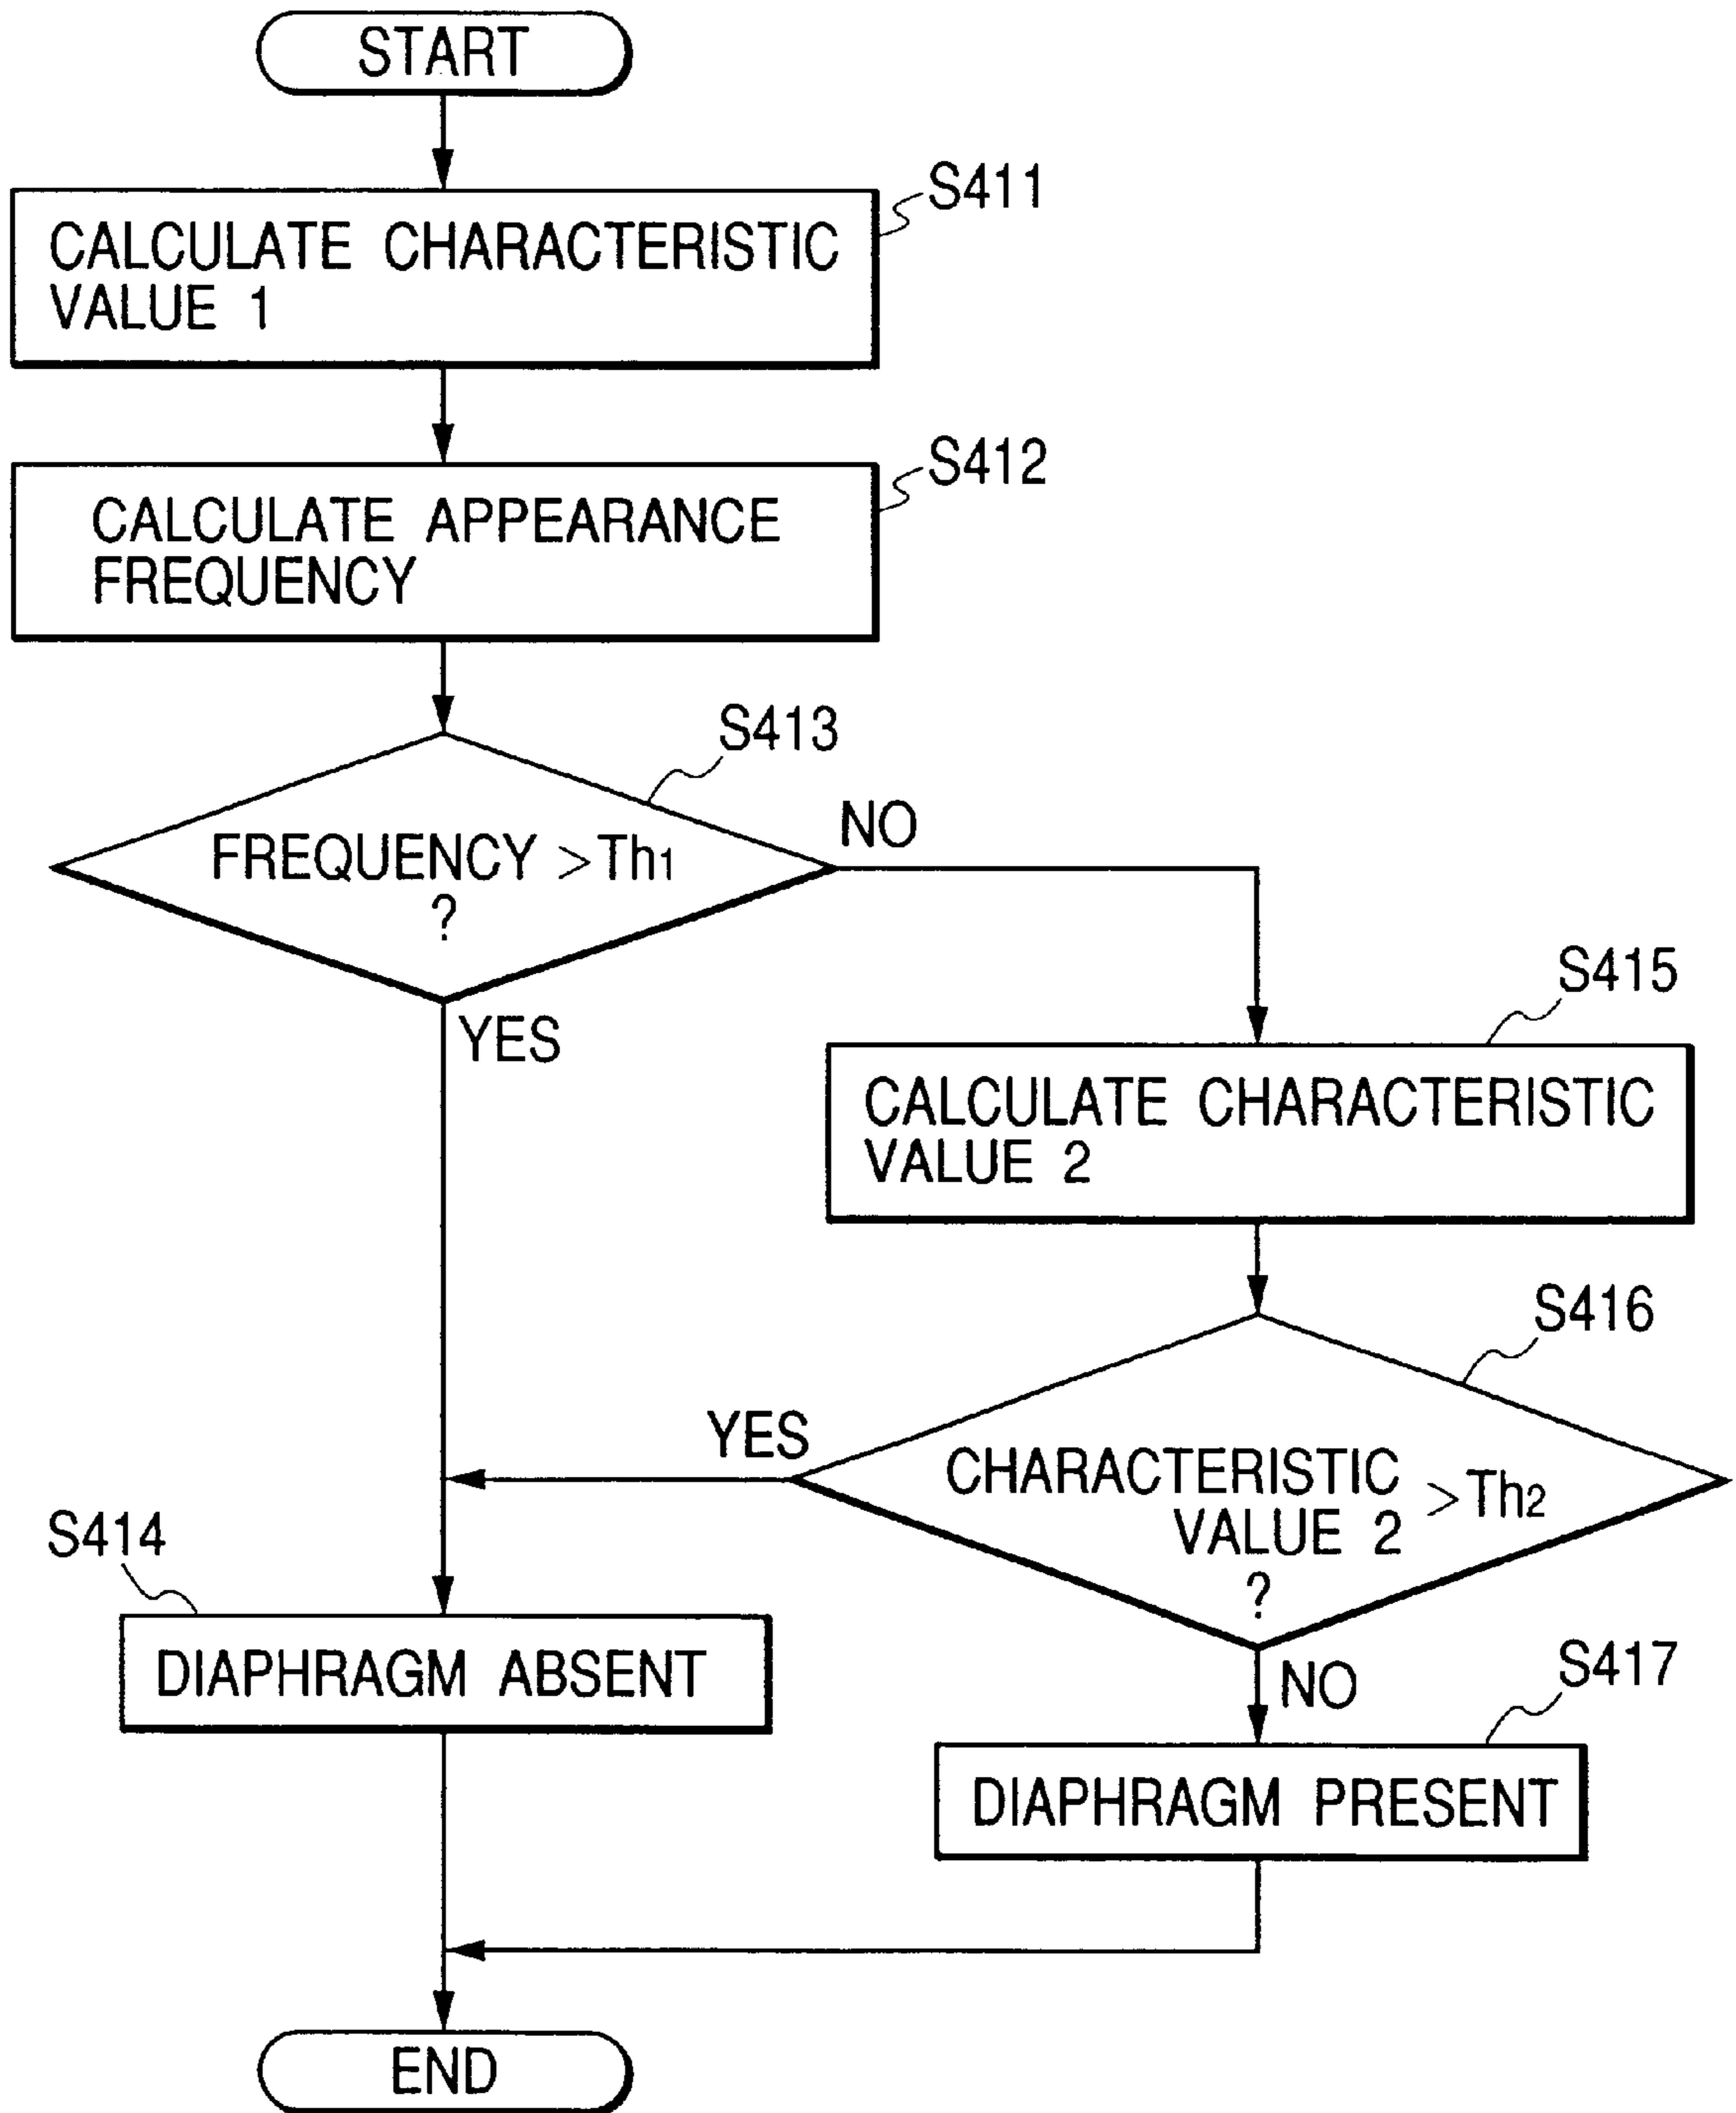 START
S411
CALCULATE CHARACTERISTIC
VALUE 1
S412
CALCULATE APPEARANCE
FREQUENCY
S413
FREQUENCY >Th1
?
NO
YES
S415
CALCULATE CHARACTERISTIC
VALUE 2
S416
YES
CHARACTERISTIC
VALUE 2 >Th2
?
S414
DIAPHRAGM ABSENT
NO
S417
DIAPHRAGM PRESENT
END